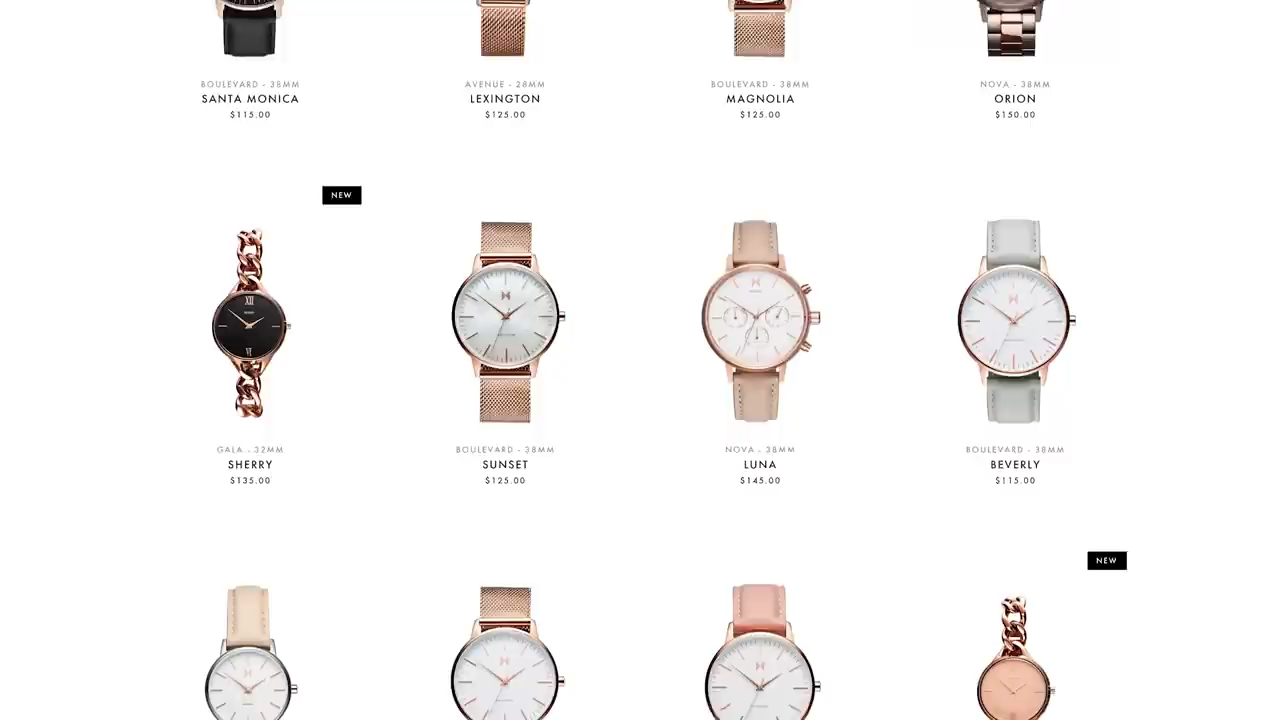 BOULEVARD - 38MM
SANTA MONICA
$115.00
AVENUE - 28MM
LEXINGTON
$125.00
BOULEVARD - 38MM
MAGNOLIA
$125.00
NOVA - 38MM
ORION
$150.00
NEW
XII
VI
GALA - 32MM
SHERRY
$135.00
BOULEVARD - 38MM
SUNSET
$125.00
NOVA - 38MM
LUNA
$145.00
BOULEVARD - 38MM
BEVERLY
$115.00
NEW